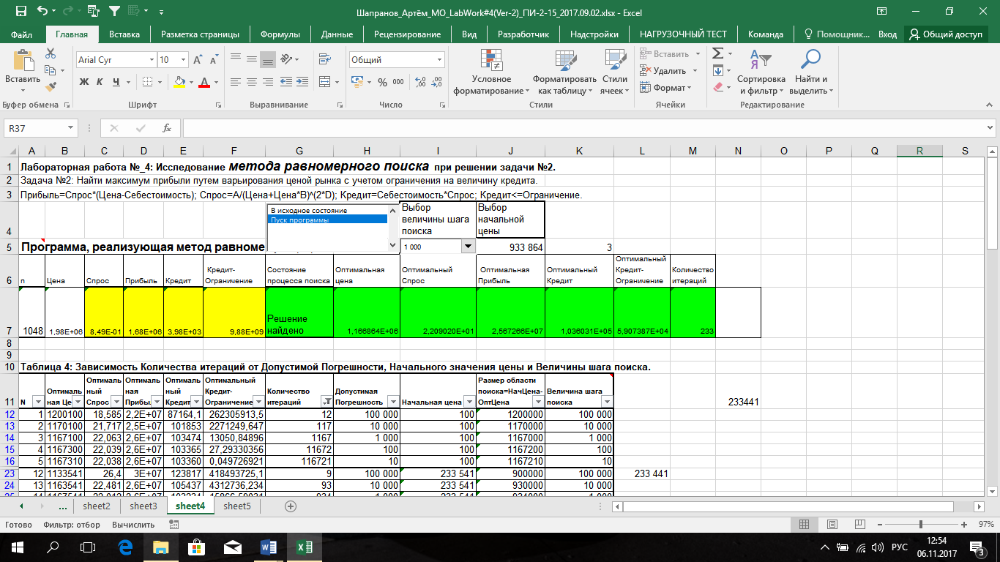 Шапранов_Артём_МО_LabWork#4(Ver-2)_ПИ-2-15_2017.09.02.xlsx - Excel
Файл Главная Вставка Разметка страницы Формулы Данные Рецензирование Вид Разработчик Надстройки НАГРУЗОЧНЫЙ ТЕСТ Команда Помощник... Вход Общий доступ
Вставить Arial Cyr 10 Общий Условное форматирование Форматировать как таблицу Стили ячеек Вставить Удалить Формат Сортировка и фильтр Найти и выделить
Ж К Ч % 000
Буфер обмена Шрифт Выравнивание Число Стили Ячейки Редактирование
R37 fx
A B C D E F G H I J K L M N O P Q R S
1 Лабораторная работа №_4: Исследование метода равномерного поиска при решении задачи №2.
2 Задача №2: Найти максимум прибыли путем варьирования ценой рынка с учетом ограничения на величину кредита.
3 Прибыль=Спрос*(Цена-Себестоимость); Спрос=A/(Цена+Цена*B)^(2*D); Кредит=Себестоимость*Спрос; Кредит<=Ограничение.
4 В исходное состояние Пуск программы Выбор величины шага поиска Выбор начальной цены
5 Программа, реализующая метод равноме 1 000 933 864 3
6 n Цена Спрос Прибыль Кредит Кредит-Ограничение Состояние процесса поиска Оптимальная цена Оптимальный Спрос Оптимальная Прибыль Оптимальный Кредит Оптимальный Кредит-Ограничение Количество итераций
7 1048 1,98E+06 8,49E-01 1,68E+06 3,98E+03 9,88E+09 Решение найдено 1,166864E+06 2,209020E+01 2,567266E+07 1,036031E+05 5,907387E+04 233
8
9
10 Таблица 4: Зависимость Количества итераций от Допустимой Погрешности, Начального значения цены и Величины шага поиска.
11 N Оптималь ная Це Оптималь ный Спрос Оптималь ная Прибы Оптималь ный Кредит Оптимальный Кредит-Ограничение Количество итераций Допустимая Погрешность Начальная цена Размер области поиска=НачЦена-ОптЦена Величина шага поиска 233441
12 1 1200100 18,585 2,2E+07 87164,1 262305913,5 12 100 000 100 1200000 100 000
13 2 1170100 21,717 2,5E+07 101853 2271249,647 117 10 000 100 1170000 10 000
14 3 1167100 22,063 2,6E+07 103474 13050,84896 1167 1 000 100 1167000 1 000
15 4 1167300 22,039 2,6E+07 103365 27,29330356 11672 100 100 1167200 100
16 5 1167310 22,038 2,6E+07 103360 0,049726921 116721 10 100 1167210 10
23 12 1133541 26,4 3E+07 123817 418493725,1 9 100 000 233 541 900000 100 000 233 441
24 13 1163541 22,481 2,6E+07 105437 4312736,234 93 10 000 233 541 930000 10 000
... sheet2 sheet3 sheet4 sheet5
Готово Фильтр: отбор Вычислить 97%
РУС 12:54 06.11.2017 3